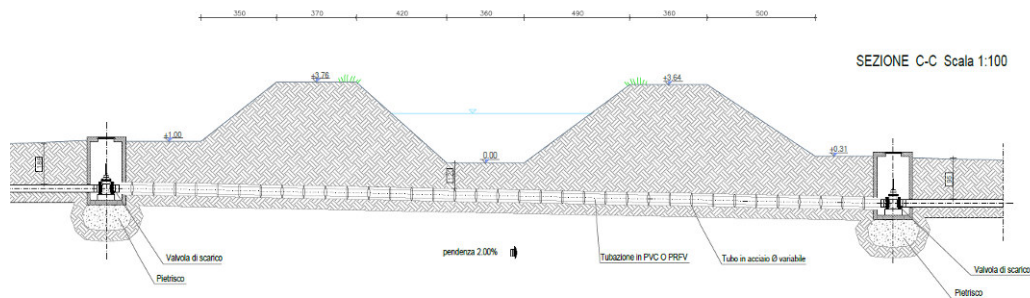 350 370 420 360 490 360 500
SEZIONE C-C Scala 1:100
+3,76
+3,64
+1,00
0,00
+0,31
Valvola di scarico
pendenza 2.00%
Tubazione in PVC O PRFV
Tubo in acciaio Ø variabile
Valvola di scarico
Pietrisco
Pietrisco